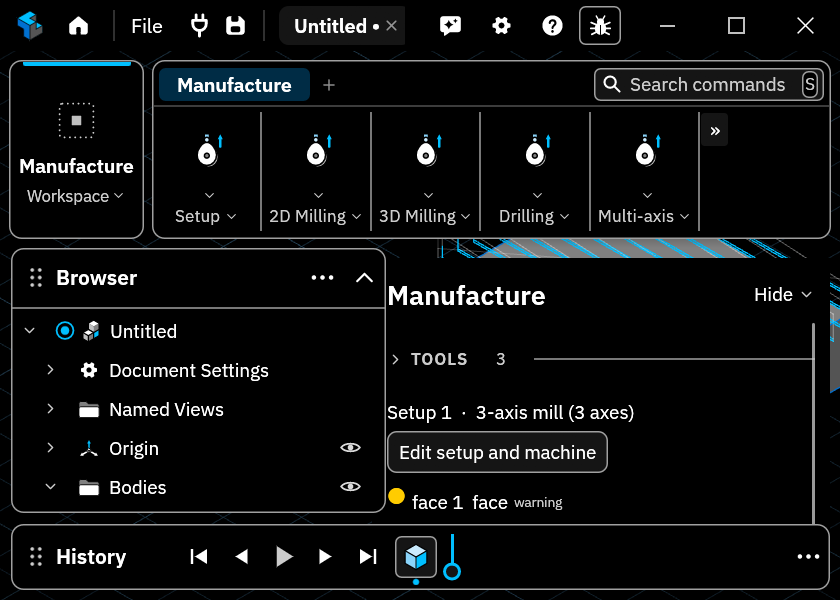 File
Untitled •
Manufacture
Search commands S
Manufacture
Workspace
Setup
2D Milling
3D Milling
Drilling
Multi-axis
Browser
Untitled
Document Settings
Named Views
Origin
Bodies
Manufacture
Hide
TOOLS 3
Setup 1 · 3-axis mill (3 axes)
Edit setup and machine
face 1 face warning
History